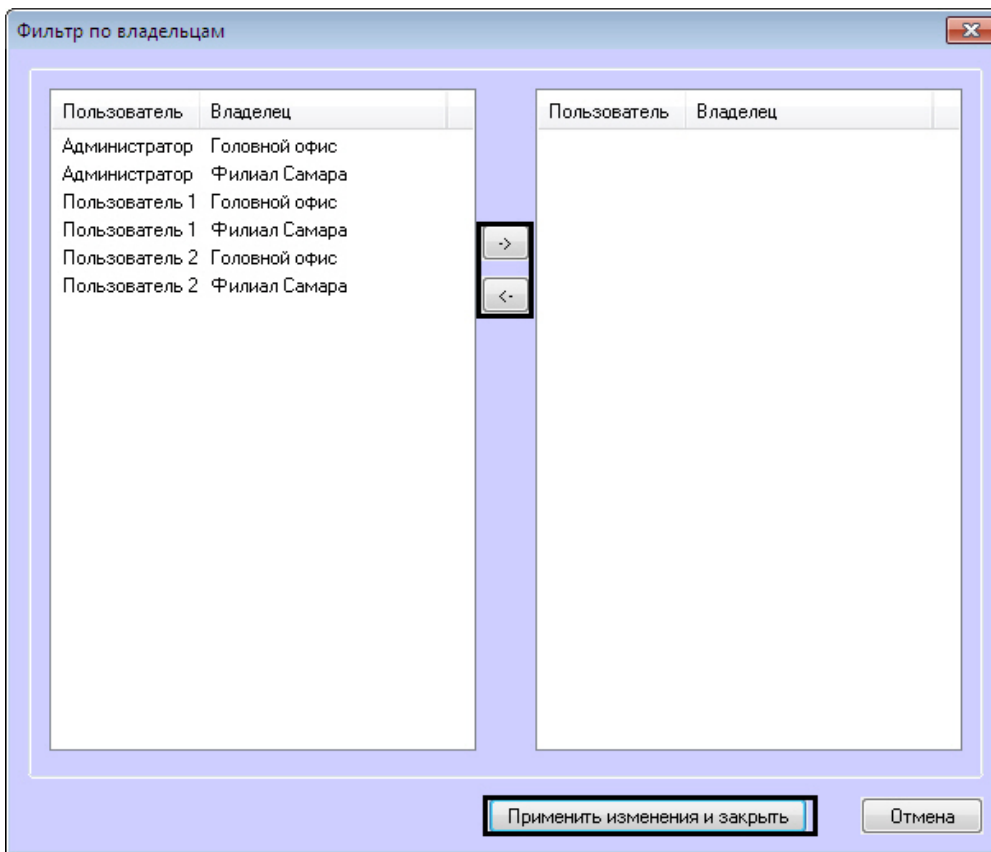 Фильтр по владельцам
Пользователь Владелец
Администратор Головной офис
Администратор Филиал Самара
Пользователь 1 Головной офис
Пользователь 1 Филиал Самара
Пользователь 2 Головной офис
Пользователь 2 Филиал Самара
->
<-
Пользователь Владелец
Применить изменения и закрыть
Отмена